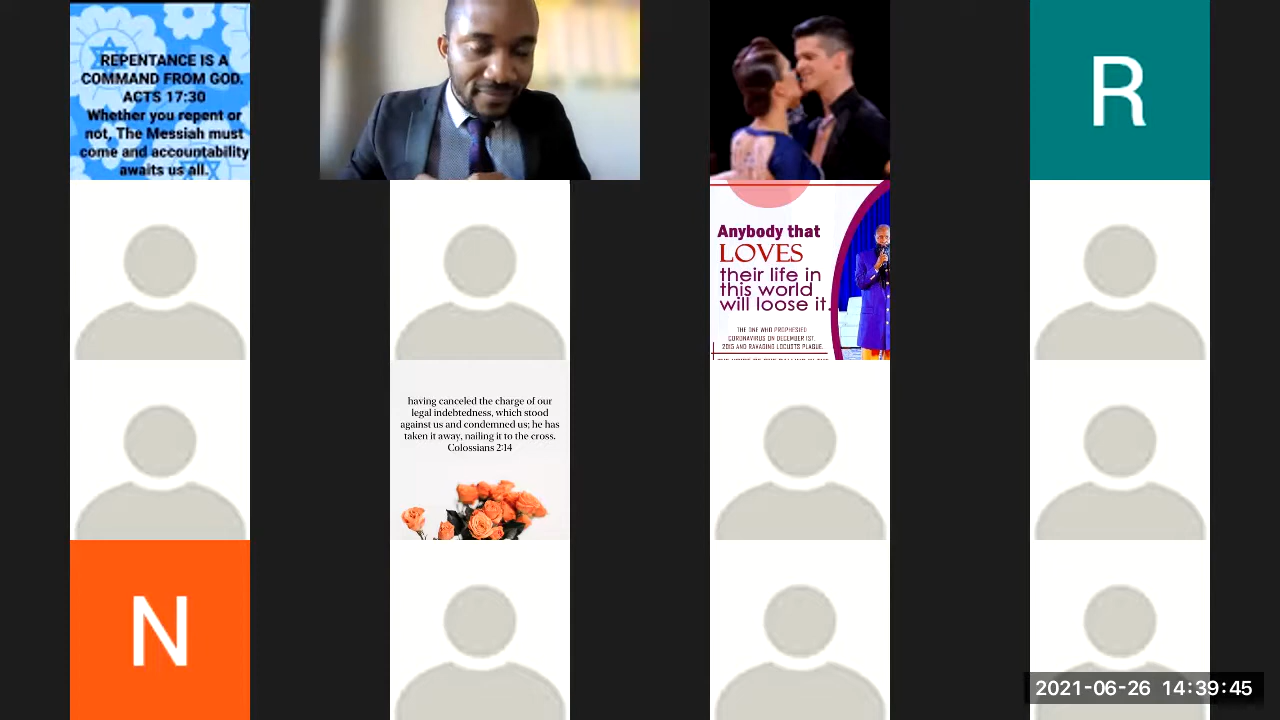 REPENTANCE IS A
COMMAND FROM GOD.
ACTS 17:30
Whether you repent or
not, The Messiah must
come and accountability
awaits us all.
R
Anybody that
LOVES
their life in
this world
will loose it.
THE ONE WHO PROPHESIED
CORONAVIRUS ON DECEMBER 1ST,
2015 AND RAVAGING LOCUSTS PLAGUE.
having canceled the charge of our
legal indebtedness, which stood
against us and condemned us; he has
taken it away, nailing it to the cross.
Colossians 2:14
N
2021-06-26 14:39:45